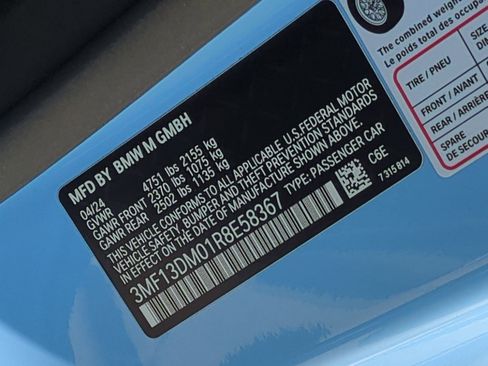 MFD BY BMW M GMBH
04/24
GVWR 4751 lbs 2155 kg
GAWR FRONT 2370 lbs 1075 kg
GAWR REAR 2502 lbs 1135 kg
THIS VEHICLE CONFORMS TO ALL APPLICABLE U.S.FEDERAL MOTOR
VEHICLE SAFETY, BUMPER AND THEFT PREVENTION STANDARDS
IN EFFECT ON THE DATE OF MANUFACTURE SHOWN ABOVE.
3MF13DM01R8E58367 TYPE: PASSENGER CAR
C6E
7 315 814
The combined weight
Le poids total des occup
TIRE / PNEU
SI
DIN
FRONT / AVANT
REAR / ARRIÈRE
SPARE
DE SECOURS